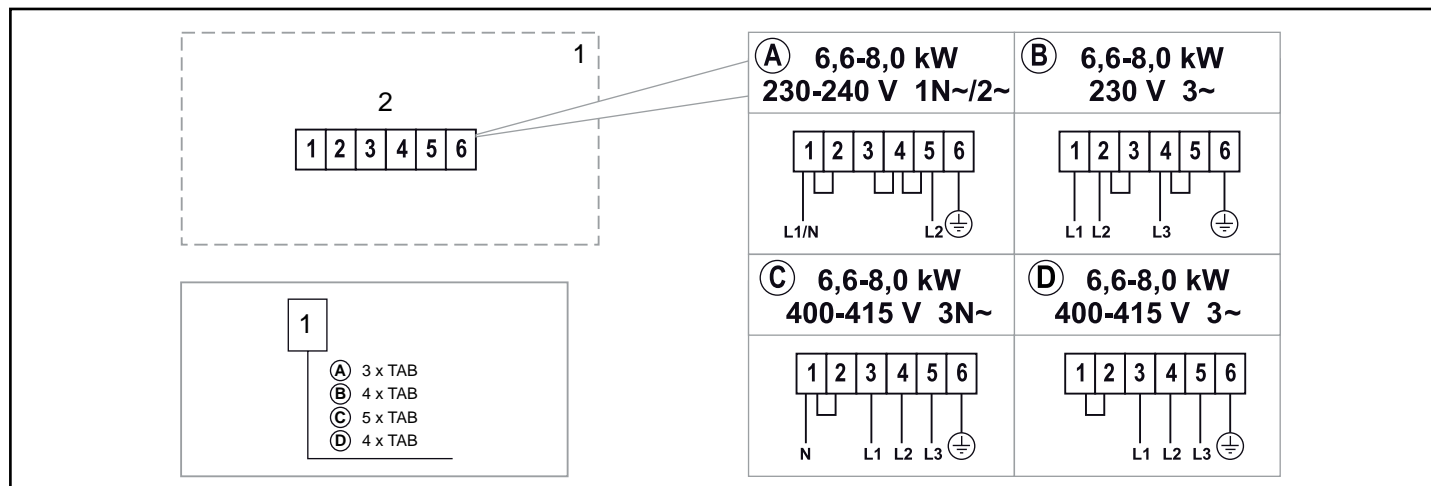 1
2
1 2 3 4 5 6
1
A 3 x TAB
B 4 x TAB
C 5 x TAB
D 4 x TAB
A 6,6-8,0 kW
230-240 V 1N~/2~
1 2 3 4 5 6
L1/N L2
B 6,6-8,0 kW
230 V 3~
1 2 3 4 5 6
L1 L2 L3
C 6,6-8,0 kW
400-415 V 3N~
1 2 3 4 5 6
N L1 L2 L3
D 6,6-8,0 kW
400-415 V 3~
1 2 3 4 5 6
L1 L2 L3